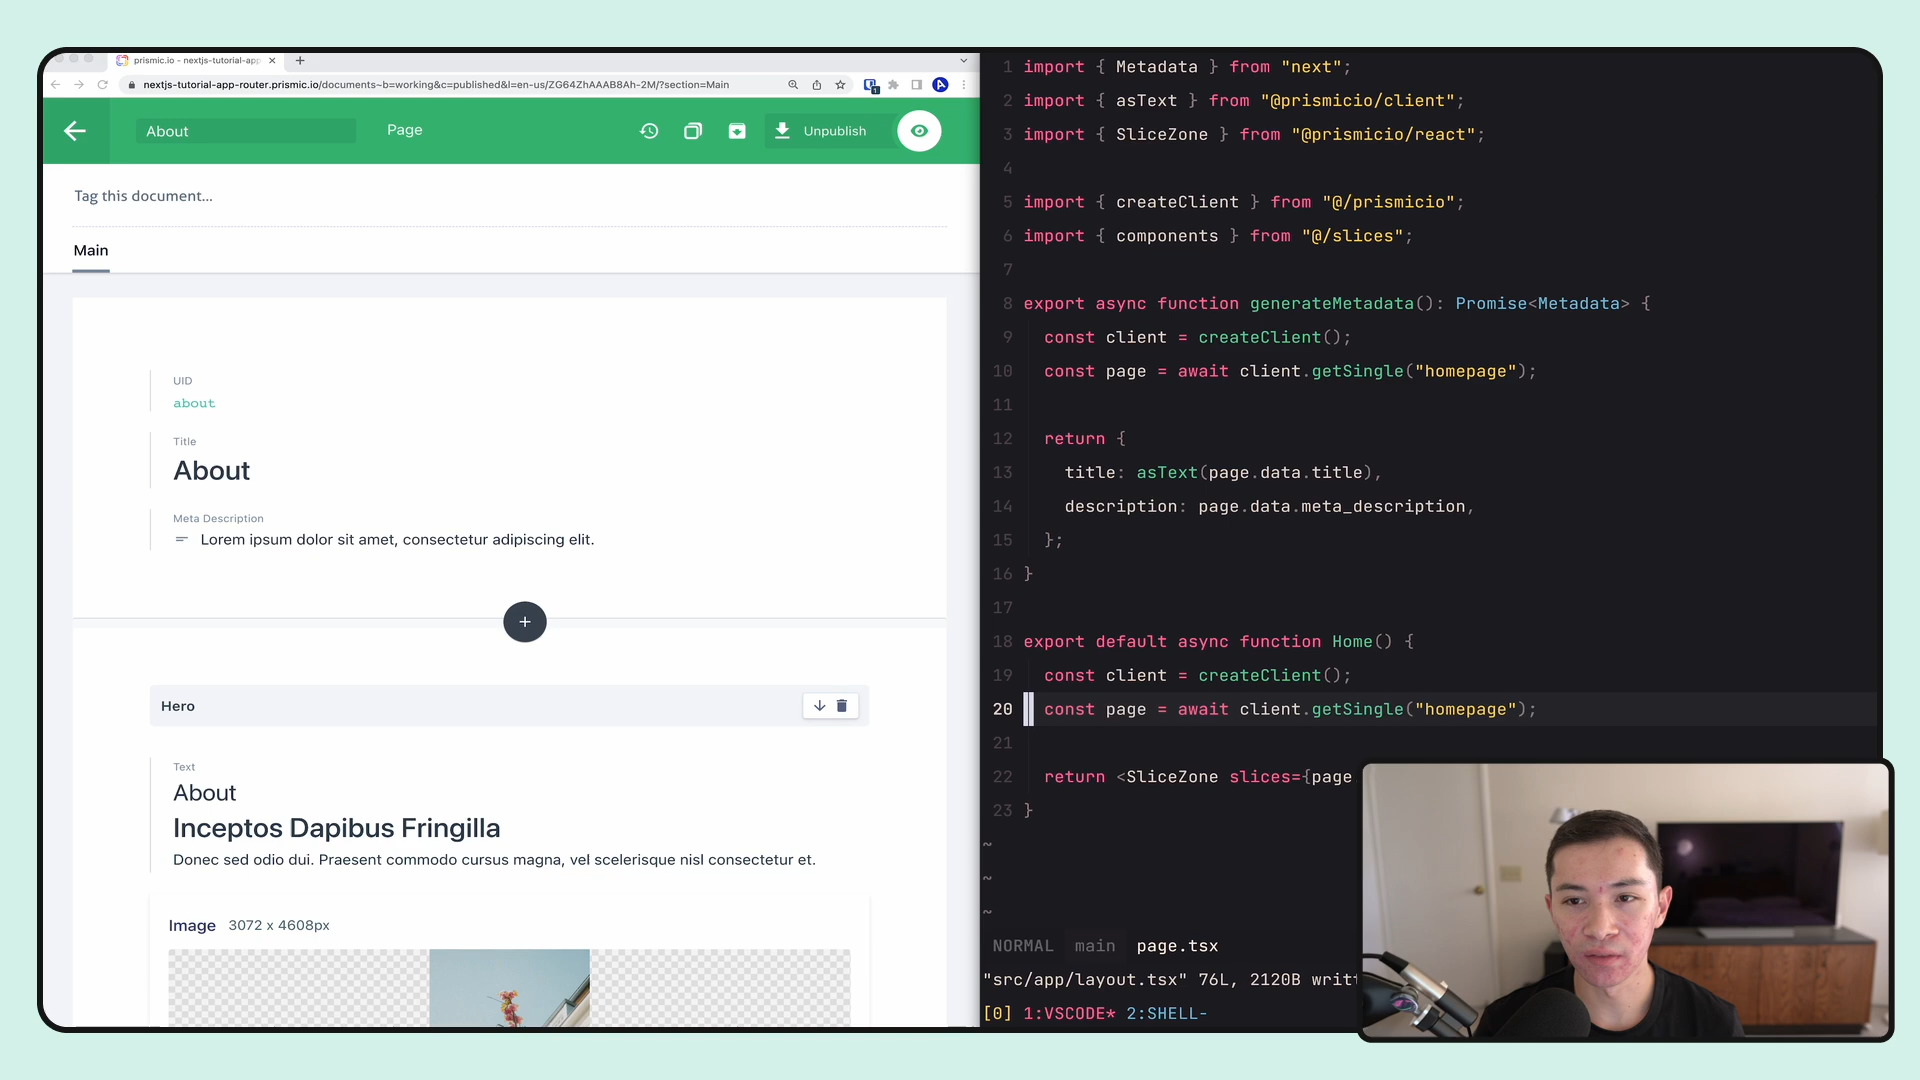 prismic.io - nextjs-tutorial-app
nextjs-tutorial-app-router.prismic.io/documents~b=working&c=published&l=en-us/ZG64ZhAAAB8Ah-2M/?section=Main
About
Page
Unpublish
Tag this document...
Main
UID
about
Title
About
Meta Description
Lorem ipsum dolor sit amet, consectetur adipiscing elit.
Hero
Text
About
Inceptos Dapibus Fringilla
Donec sed odio dui. Praesent commodo cursus magna, vel scelerisque nisl consectetur et.
Image 3072 x 4608px
1 import { Metadata } from "next";
2 import { asText } from "@prismicio/client";
3 import { SliceZone } from "@prismicio/react";
4
5 import { createClient } from "@/prismicio";
6 import { components } from "@/slices";
7
8 export async function generateMetadata(): Promise<Metadata> {
9 const client = createClient();
10 const page = await client.getSingle("homepage");
11
12 return {
13 title: asText(page.data.title),
14 description: page.data.meta_description,
15 };
16 }
17
18 export default async function Home() {
19 const client = createClient();
20 const page = await client.getSingle("homepage");
21
22 return <SliceZone slices={page
23 }
~
~
~
NORMAL main page.tsx
"src/app/layout.tsx" 76L, 2120B writt
[0] 1:VSCODE* 2:SHELL-